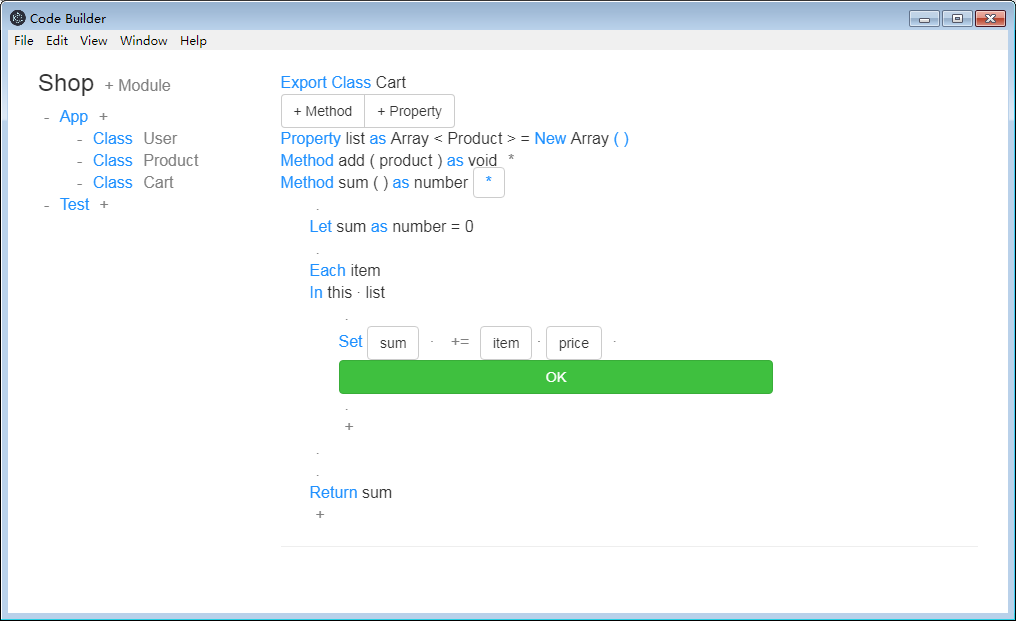 Code Builder
File Edit View Window Help
Shop + Module
- App +
- Class User
- Class Product
- Class Cart
- Test +
Export Class Cart
+ Method + Property
Property list as Array < Product > = New Array ( )
Method add ( product ) as void *
Method sum ( ) as number *
.
Let sum as number = 0
.
Each item
In this · list
.
Set sum · += item · price ·
OK
.
+
.
.
Return sum
+